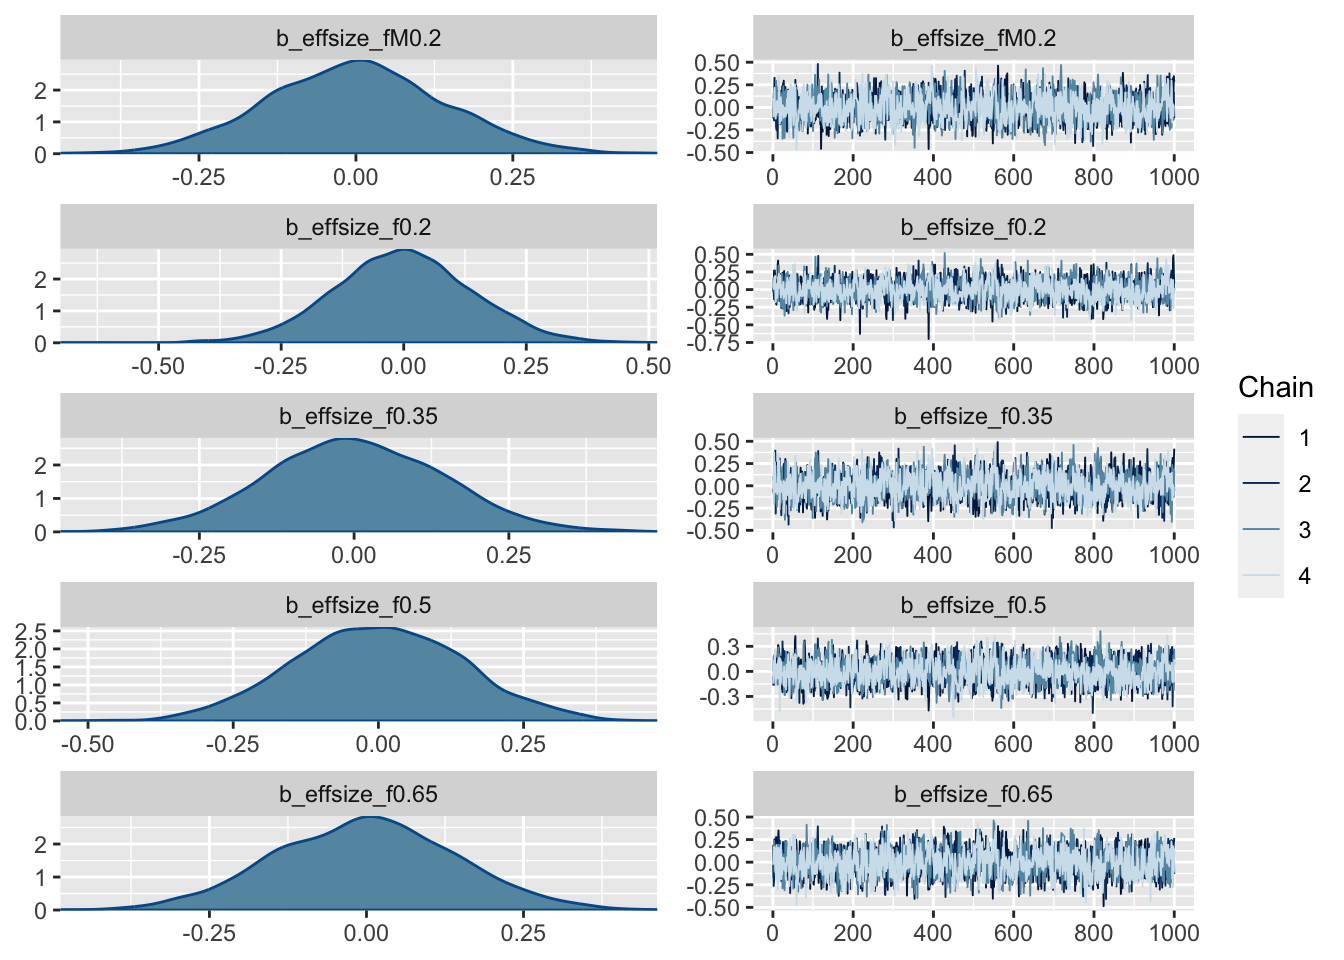 b_effsize_fM0.2
2
1
0
-0.25 0.00 0.25
b_effsize_fM0.2
0.50
0.25
0.00
-0.25
-0.50
0 200 400 600 800 1000
b_effsize_f0.2
2
1
0
-0.50 -0.25 0.00 0.25 0.50
b_effsize_f0.2
0.50
0.25
0.00
-0.25
-0.50
-0.75
0 200 400 600 800 1000
b_effsize_f0.35
2
1
0
-0.25 0.00 0.25
b_effsize_f0.35
0.50
0.25
0.00
-0.25
-0.50
0 200 400 600 800 1000
b_effsize_f0.5
2.5
2.0
1.5
1.0
0.5
0.0
-0.50 -0.25 0.00 0.25
b_effsize_f0.5
0.3
0.0
-0.3
0 200 400 600 800 1000
b_effsize_f0.65
2
1
0
-0.25 0.00 0.25
b_effsize_f0.65
0.50
0.25
0.00
-0.25
-0.50
0 200 400 600 800 1000
Chain
1
2
3
4